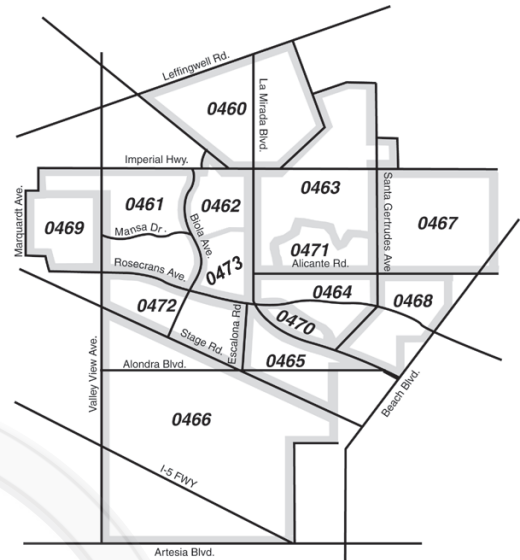 Leffingwell Rd.
La Mirada Blvd.
0460
Imperial Hwy.
Marquardt Ave.
0461
0462
0463
Santa Gertrudes Ave
0467
0469
Mansa Dr.
Biola Ave.
0471
Alicante Rd.
Rosecrans Ave.
0473
0464
0468
0472
0470
Stage Rd.
Escalona Rd
Valley View Ave.
Alondra Blvd.
0465
Beach Blvd.
0466
I-5 FWY
Artesia Blvd.